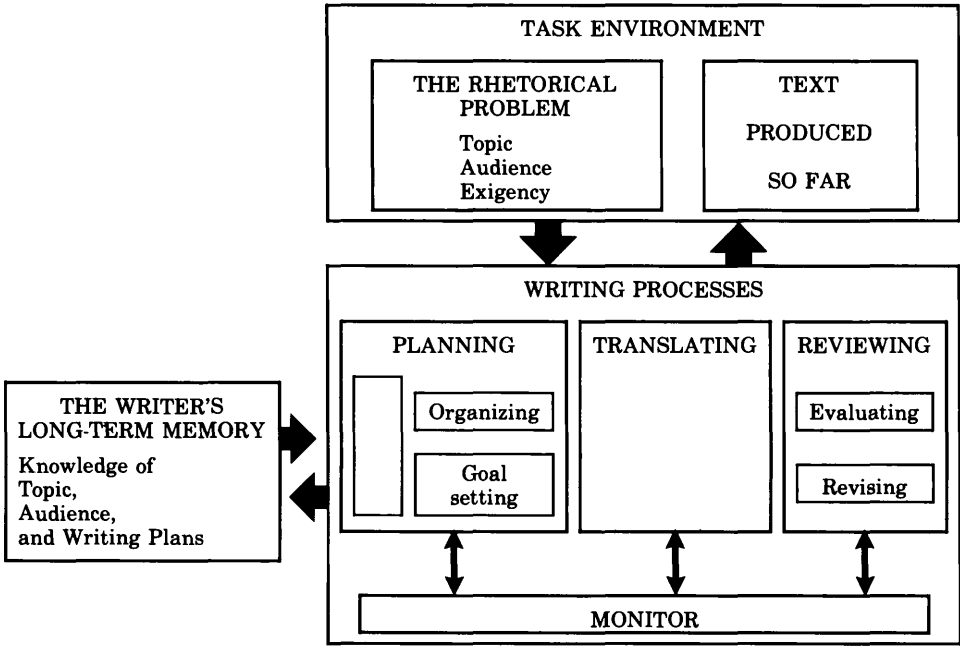 TASK ENVIRONMENT
THE RHETORICAL
PROBLEM
Topic
Audience
Exigency
TEXT
PRODUCED
SO FAR
WRITING PROCESSES
PLANNING
Organizing
Goal
setting
TRANSLATING
REVIEWING
Evaluating
Revising
THE WRITER'S
LONG-TERM MEMORY
Knowledge of
Topic,
Audience,
and Writing Plans
MONITOR